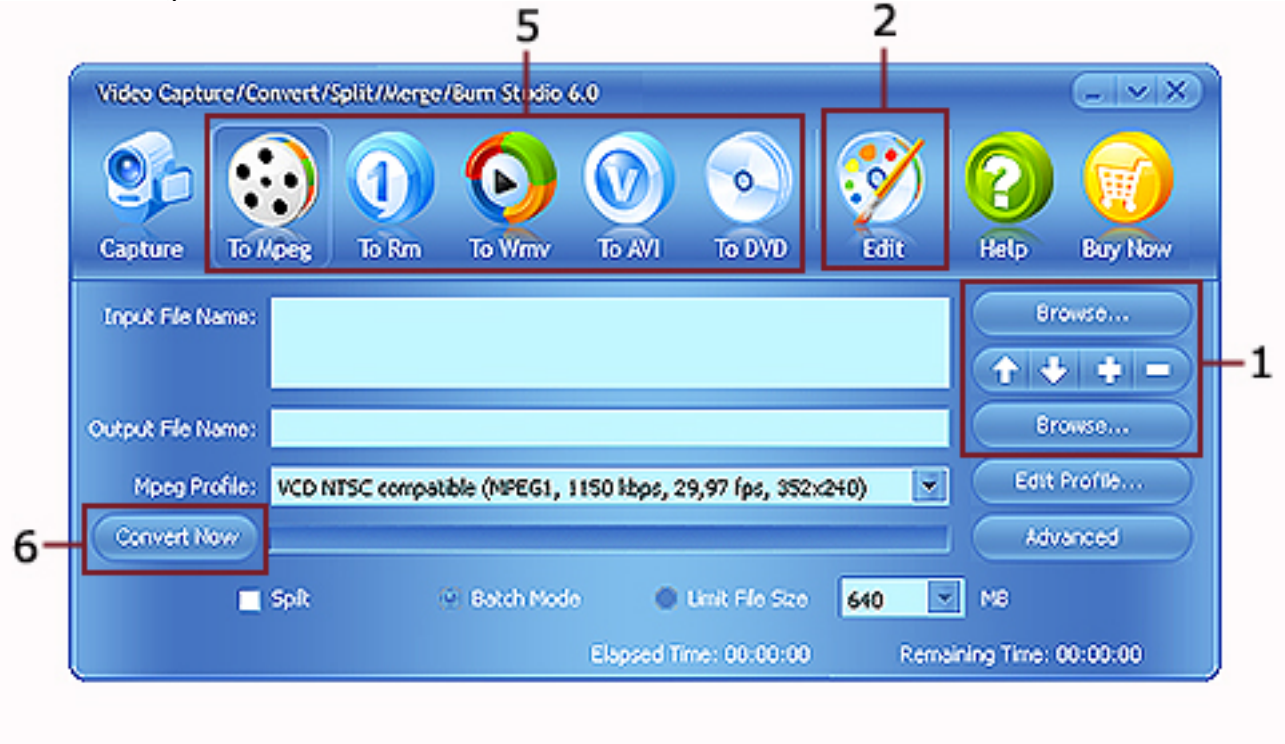 5
2
Video Capture/Convert/Split/Merge/Burn Studio 6.0
Capture
To Mpeg
To Rm
To Wmv
To AVI
To DVD
Edit
Help
Buy Now
Input File Name:
Browse...
1
Output File Name:
Browse...
Mpeg Profile:
VCD NTSC compatible (MPEG1, 1150 kbps, 29,97 fps, 352x240)
Edit Profile...
6
Convert Now
Advanced
Split
Batch Mode
Limit File Size
640
MB
Elapsed Time: 00:00:00
Remaining Time: 00:00:00